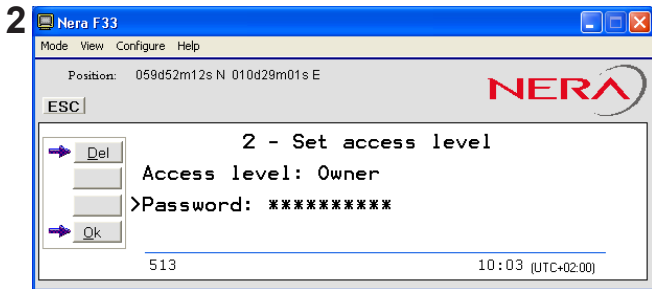 2
Nera F33
Mode View Configure Help
Position: 059d52m12s N 010d29m01s E
NERA
ESC
2 - Set access level
Del
Access level: Owner
>Password: **********
Ok
513 10:03 (UTC+02:00)